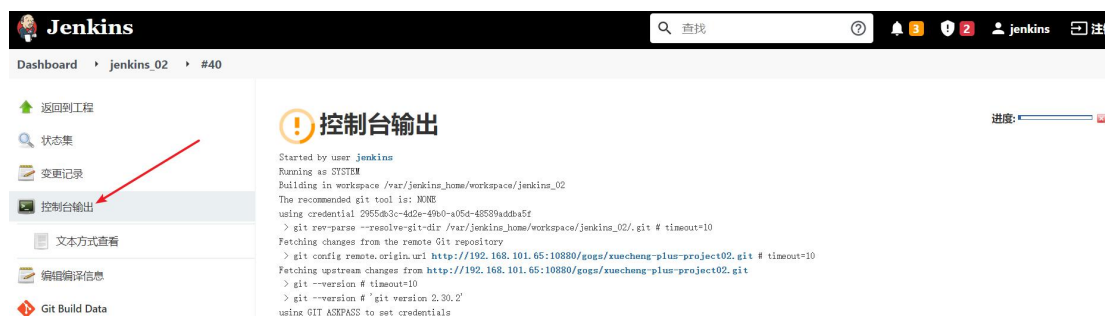 Jenkins
查找
3
2
jenkins
Dashboard jenkins_02 #40
返回到工程
状态集
变更记录
控制台输出
文本方式查看
编辑编译信息
Git Build Data
控制台输出
进度:
Started by user jenkins
Running as SYSTEM
Building in workspace /var/jenkins_home/workspace/jenkins_02
The recommended git tool is: NONE
using credential 2955db3c-4d2e-49b0-a05d-48589addba5f
> git rev-parse --resolve-git-dir /var/jenkins_home/workspace/jenkins_02/.git # timeout=10
Fetching changes from the remote Git repository
> git config remote.origin.url http://192.168.101.65:10880/gogs/xuecheng-plus-project02.git # timeout=10
Fetching upstream changes from http://192.168.101.65:10880/gogs/xuecheng-plus-project02.git
> git --version # timeout=10
> git --version # 'git version 2.30.2'
using GIT_ASKPASS to set credentials